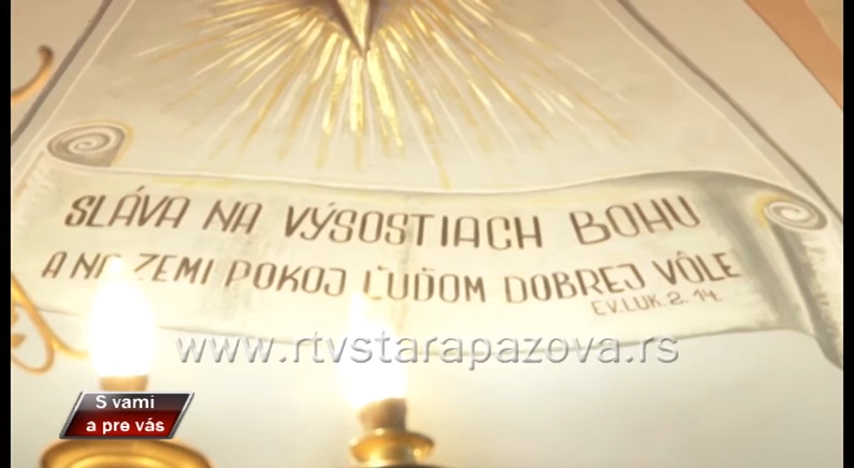 SLÁVA NA VÝSOSTIACH BOHU
A NA ZEMI POKOJ ĽUĎOM DOBREJ VÔLE
EV.LUK. 2. 14.
www.rtvstarapazova.rs
S vami
a pre vás